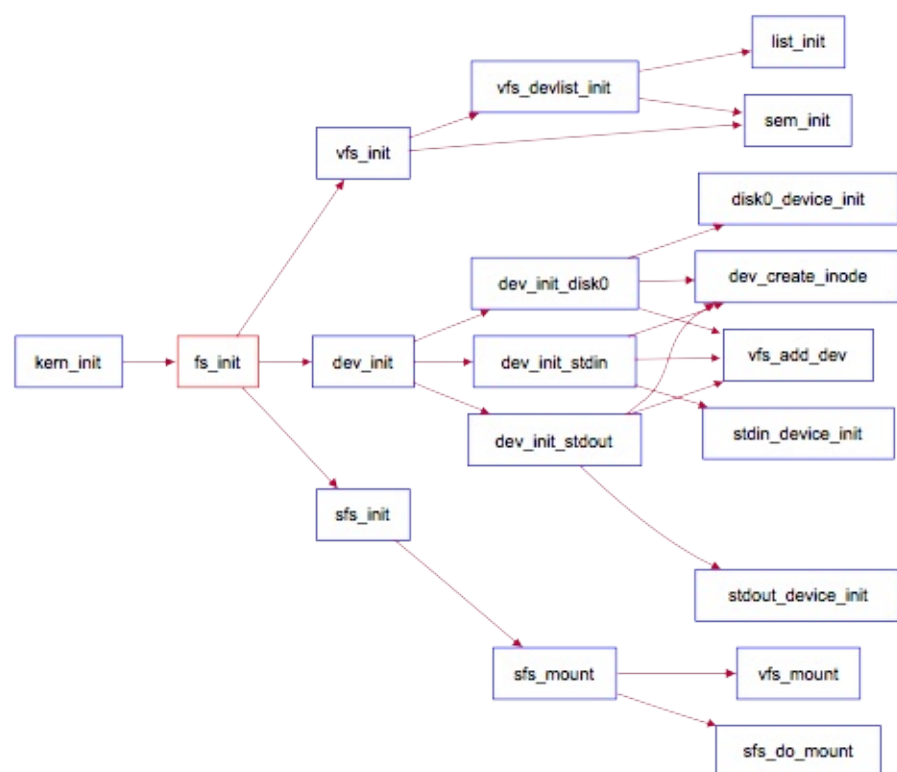 list_init
vfs_devlist_init
sem_init
vfs_init
disk0_device_init
dev_init_disk0
dev_create_inode
kern_init
fs_init
dev_init
dev_init_stdin
vfs_add_dev
dev_init_stdout
stdin_device_init
sfs_init
stdout_device_init
sfs_mount
vfs_mount
sfs_do_mount